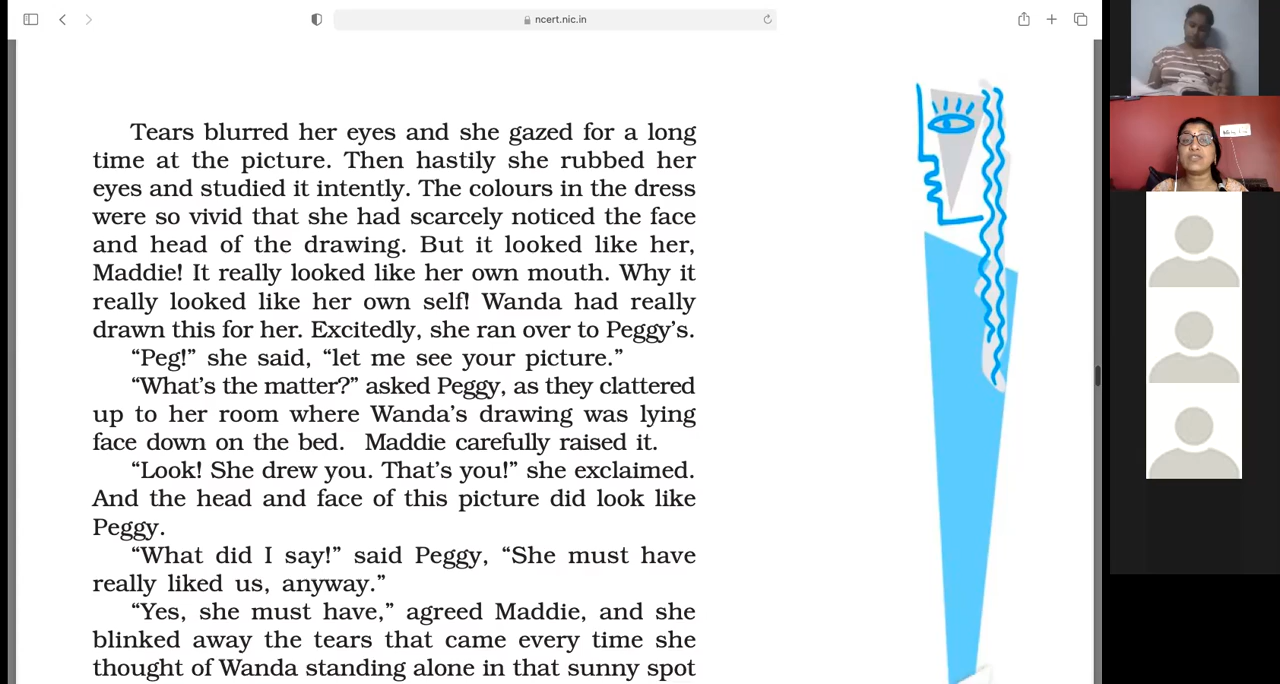 ncert.nic.in
Tears blurred her eyes and she gazed for a long
time at the picture. Then hastily she rubbed her
eyes and studied it intently. The colours in the dress
were so vivid that she had scarcely noticed the face
and head of the drawing. But it looked like her,
Maddie! It really looked like her own mouth. Why it
really looked like her own self! Wanda had really
drawn this for her. Excitedly, she ran over to Peggy’s.
“Peg!” she said, “let me see your picture.”
“What’s the matter?” asked Peggy, as they clattered
up to her room where Wanda’s drawing was lying
face down on the bed. Maddie carefully raised it.
“Look! She drew you. That’s you!” she exclaimed.
And the head and face of this picture did look like
Peggy.
“What did I say!” said Peggy, “She must have
really liked us, anyway.”
“Yes, she must have,” agreed Maddie, and she
blinked away the tears that came every time she
thought of Wanda standing alone in that sunny spot